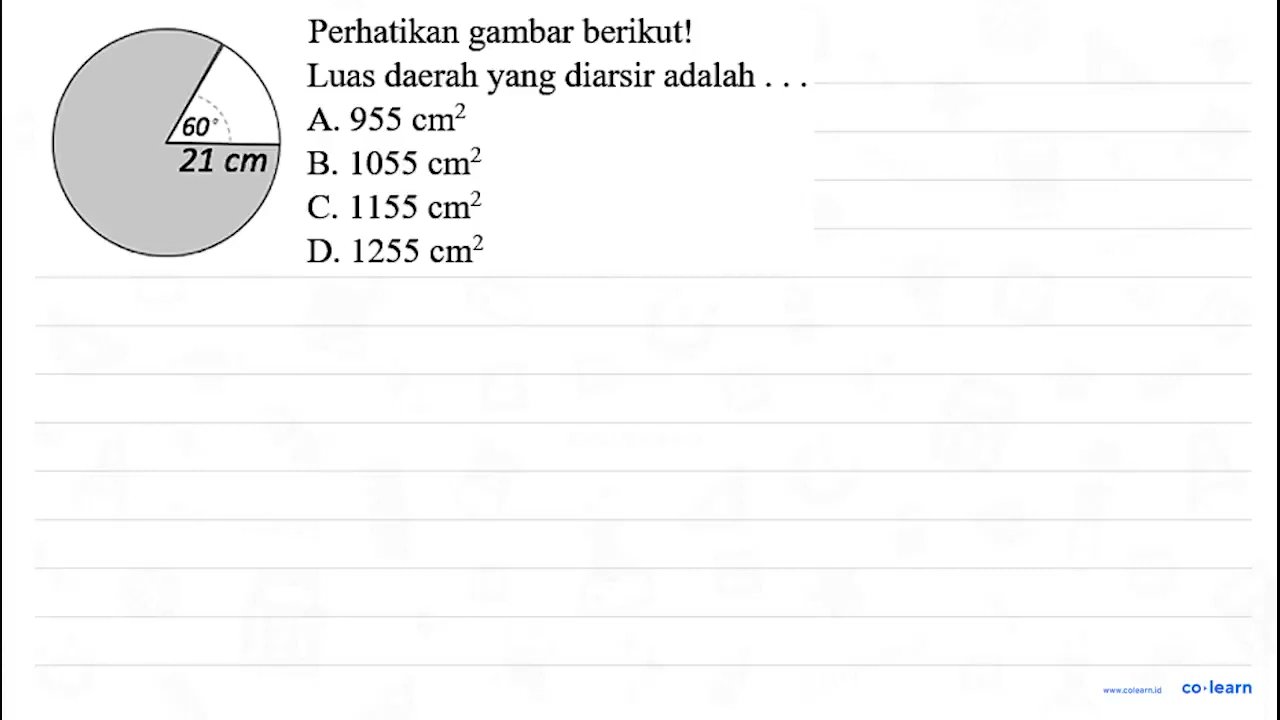 Perhatikan gambar berikut!
Luas daerah yang diarsir adalah . . .
60°
21 cm
A. 955 cm²
B. 1055 cm²
C. 1155 cm²
D. 1255 cm²
www.colearn.id
co·learn